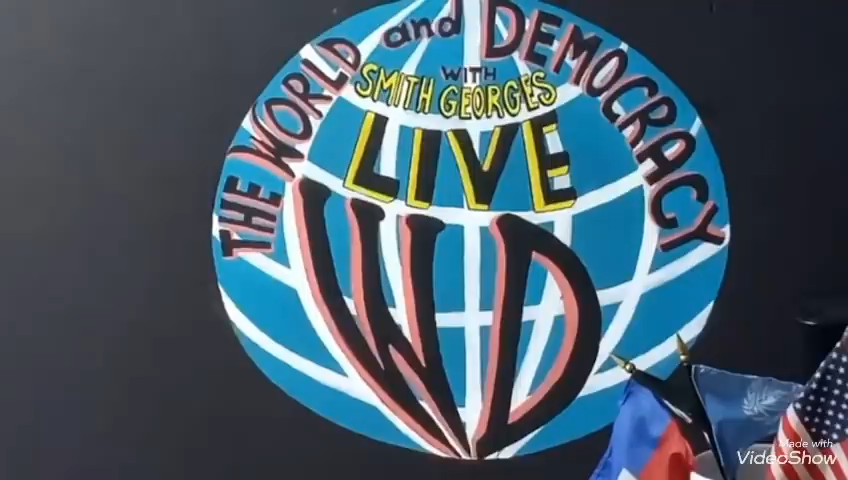 THE WORLD and DEMOCRACY
WITH
SMITH GEORGES
LIVE
WD
Made with
VideoShow